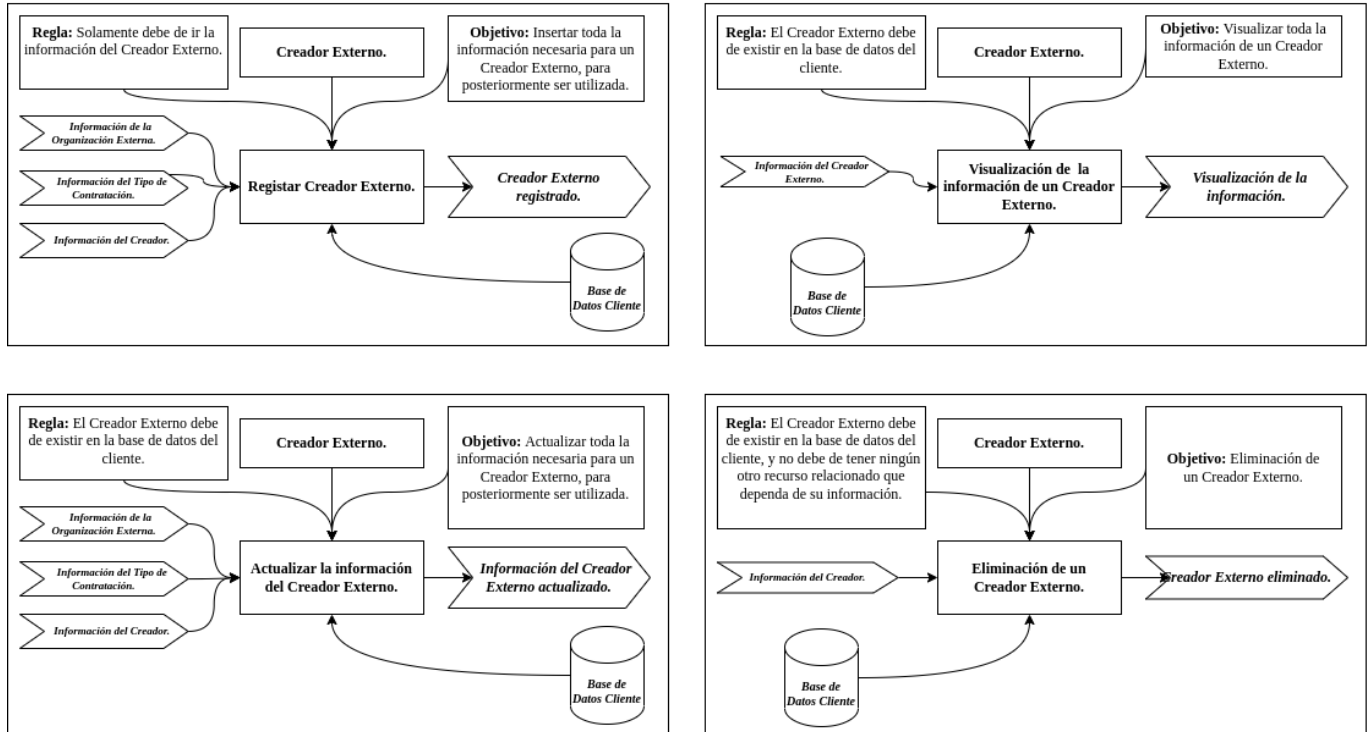 Regla: Solamente debe de ir la
información del Creador Externo.
Creador Externo.
Objetivo: Insertar toda la
información necesaria para un
Creador Externo, para
posteriormente ser utilizada.
Información de la
Organización Externa.
Información del Tipo de
Contratación.
Información del Creador.
Registar Creador Externo.
Creador Externo
registrado.
Base de
Datos Cliente
Regla: El Creador Externo debe
de existir en la base de datos del
cliente.
Creador Externo.
Objetivo: Visualizar toda la
información de un Creador
Externo.
Información del Creador
Externo.
Visualización de la
información de un Creador
Externo.
Visualización de la
información.
Base de
Datos Cliente
Regla: El Creador Externo debe
de existir en la base de datos del
cliente.
Creador Externo.
Objetivo: Actualizar toda la
información necesaria para un
Creador Externo, para
posteriormente ser utilizada.
Información de la
Organización Externa.
Información del Tipo de
Contratación.
Información del Creador.
Actualizar la información
del Creador Externo.
Información del Creador
Externo actualizado.
Base de
Datos Cliente
Regla: El Creador Externo debe
de existir en la base de datos del
cliente, y no debe de tener ningún
otro recurso relacionado que
dependa de su información.
Creador Externo.
Objetivo: Eliminación de
un Creador Externo.
Información del Creador.
Eliminación de un
Creador Externo.
Creador Externo eliminado.
Base de
Datos Cliente